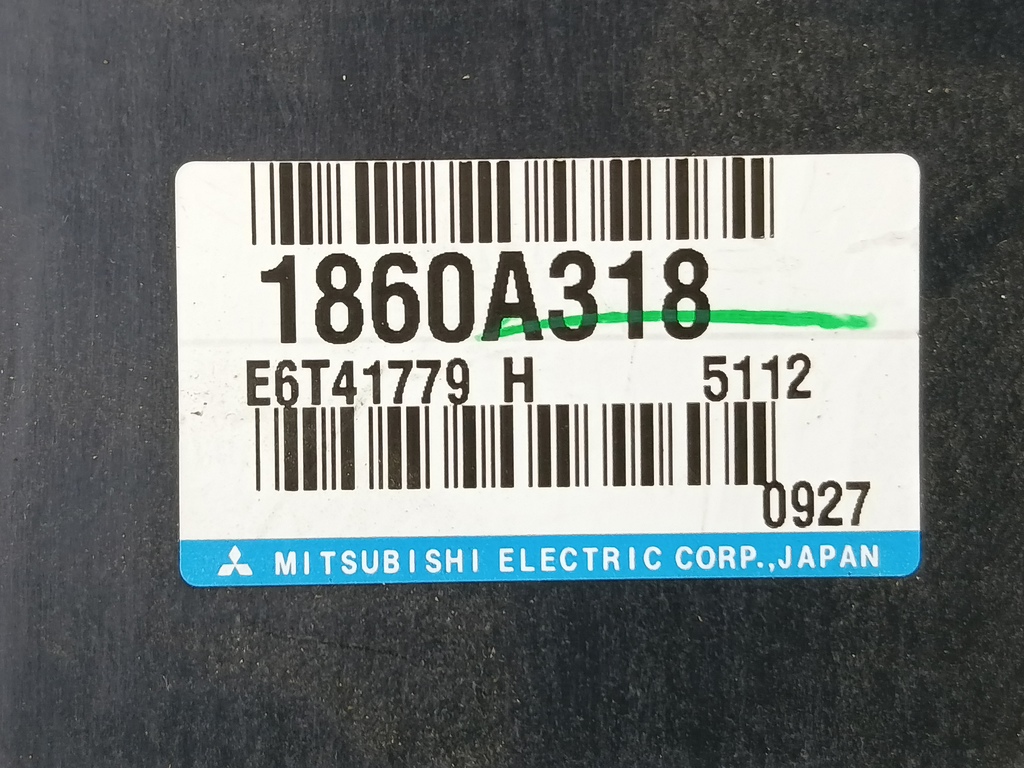 1860A318
E6T41779 H 5112
0927
MITSUBISHI ELECTRIC CORP.,JAPAN